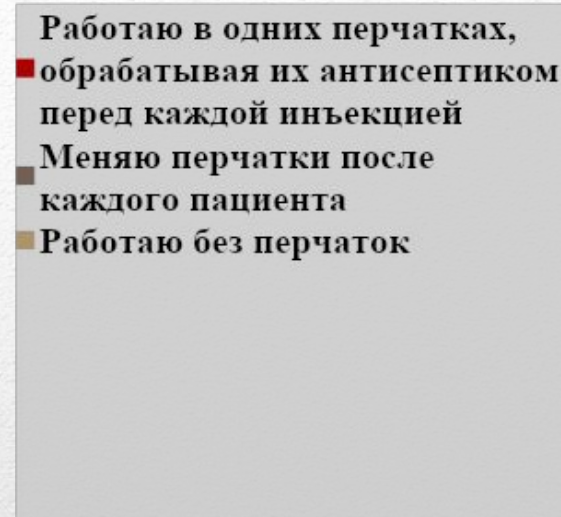 Работаю в одних перчатках,
обрабатывая их антисептиком
перед каждой инъекцией
Меняю перчатки после
каждого пациента
Работаю без перчаток